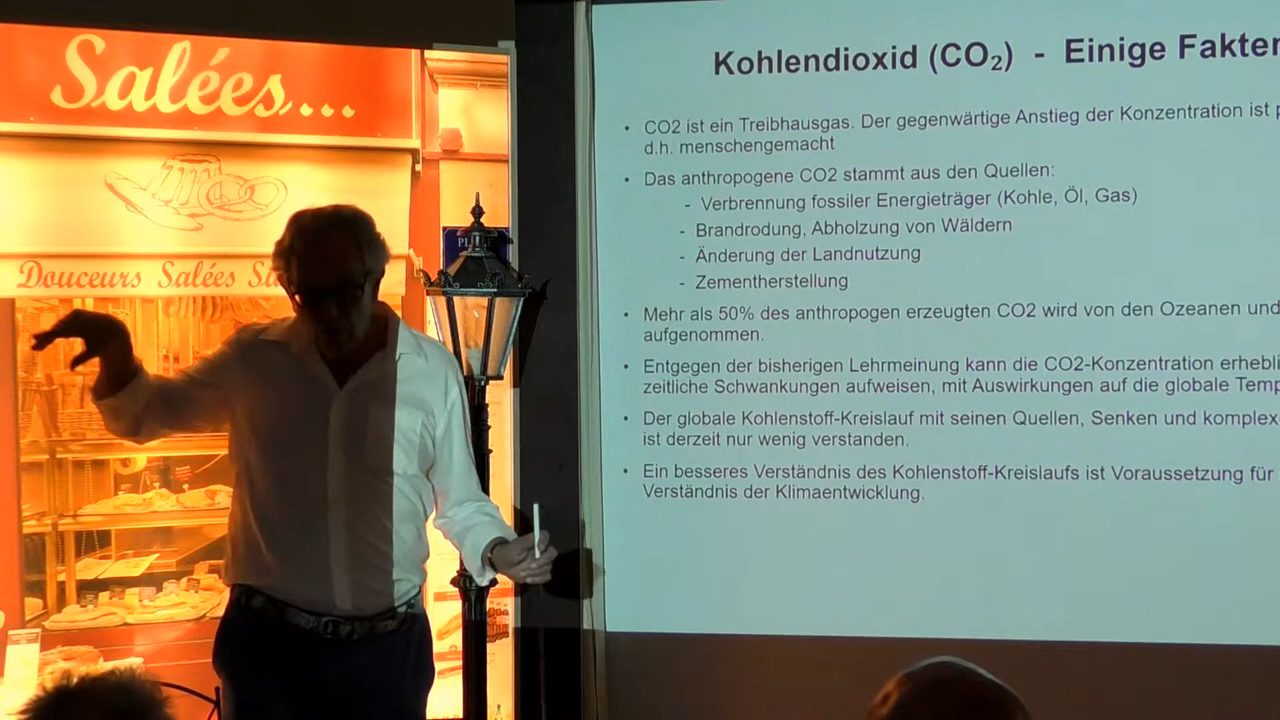 Salées...
Douceurs Salées
Kohlendioxid (CO₂) - Einige Fakten
• CO2 ist ein Treibhausgas. Der gegenwärtige Anstieg der Konzentration ist
d.h. menschengemacht
• Das anthropogene CO2 stammt aus den Quellen:
- Verbrennung fossiler Energieträger (Kohle, Öl, Gas)
- Brandrodung, Abholzung von Wäldern
- Änderung der Landnutzung
- Zementherstellung
• Mehr als 50% des anthropogen erzeugten CO2 wird von den Ozeanen und
aufgenommen.
• Entgegen der bisherigen Lehrmeinung kann die CO2-Konzentration erhebli
zeitliche Schwankungen aufweisen, mit Auswirkungen auf die globale Temp
• Der globale Kohlenstoff-Kreislauf mit seinen Quellen, Senken und komplex
ist derzeit nur wenig verstanden.
• Ein besseres Verständnis des Kohlenstoff-Kreislaufs ist Voraussetzung für
Verständnis der Klimaentwicklung.